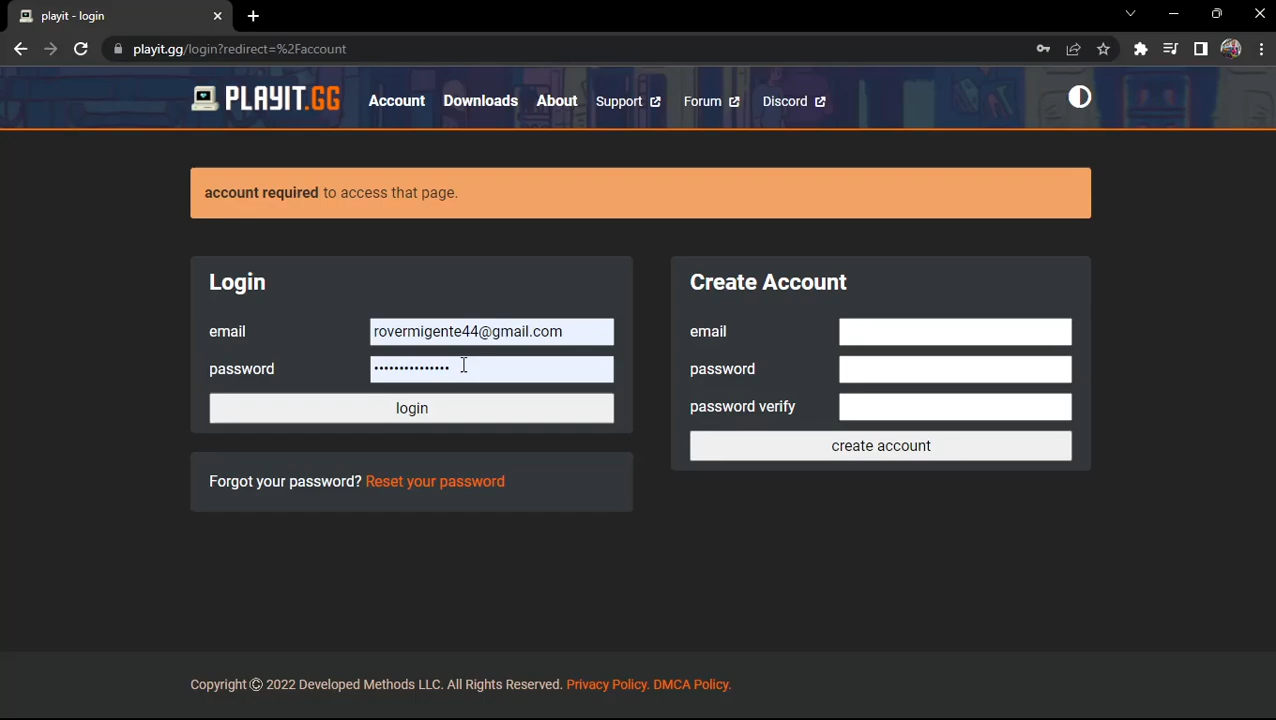 playit - login
playit.gg/login?redirect=%2Faccount
PLAYIT.GG Account Downloads About Support Forum Discord
account required to access that page.
Login
email rovermigente44@gmail.com
password •••••••••••••••
login
Forgot your password? Reset your password
Create Account
email
password
password verify
create account
Copyright © 2022 Developed Methods LLC. All Rights Reserved. Privacy Policy. DMCA Policy.